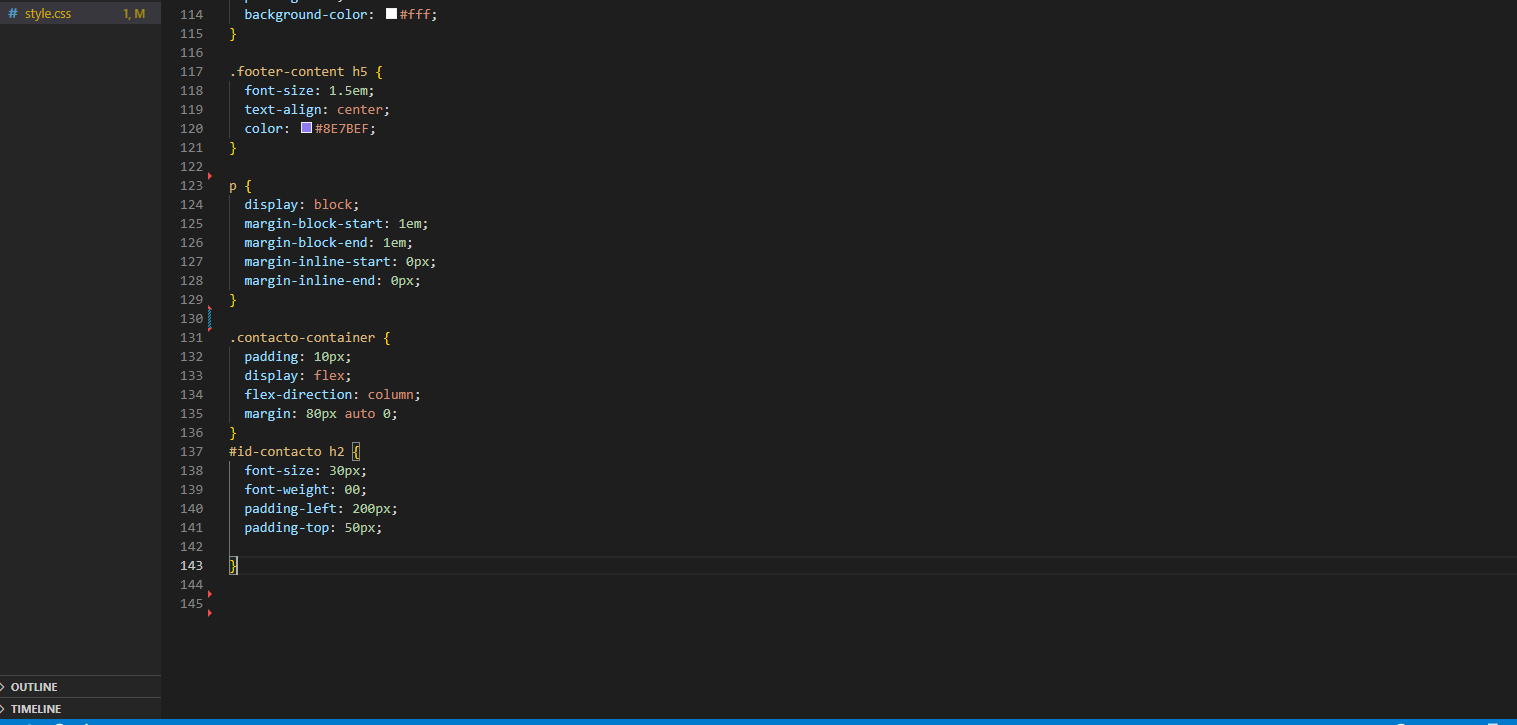 # style.css 1, M
114 background-color: #fff;
115 }
116
117 .footer-content h5 {
118 font-size: 1.5em;
119 text-align: center;
120 color: #8E7BEF;
121 }
122
123 p {
124 display: block;
125 margin-block-start: 1em;
126 margin-block-end: 1em;
127 margin-inline-start: 0px;
128 margin-inline-end: 0px;
129 }
130
131 .contacto-container {
132 padding: 10px;
133 display: flex;
134 flex-direction: column;
135 margin: 80px auto 0;
136 }
137 #id-contacto h2 {
138 font-size: 30px;
139 font-weight: 00;
140 padding-left: 200px;
141 padding-top: 50px;
142
143 }
144
145
OUTLINE
TIMELINE